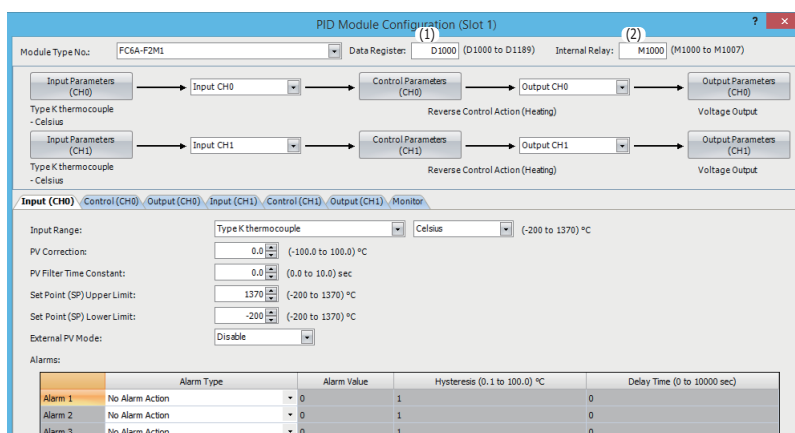 PID Module Configuration (Slot 1) ? ×
(1) (2)
Module Type No.: FC6A-F2M1 Data Register: D1000 (D1000 to D1189) Internal Relay: M1000 (M1000 to M1007)
Input Parameters (CH0) Input CH0 Control Parameters (CH0) Output CH0 Output Parameters (CH0)
Type K thermocouple Reverse Control Action (Heating) Voltage Output
- Celsius
Input Parameters (CH1) Input CH1 Control Parameters (CH1) Output CH1 Output Parameters (CH1)
Type K thermocouple Reverse Control Action (Heating) Voltage Output
- Celsius
Input (CH0) Control (CH0) Output (CH0) Input (CH1) Control (CH1) Output (CH1) Monitor
Input Range: Type K thermocouple Celsius (-200 to 1370) °C
PV Correction: 0.0 (-100.0 to 100.0) °C
PV Filter Time Constant: 0.0 (0.0 to 10.0) sec
Set Point (SP) Upper Limit: 1370 (-200 to 1370) °C
Set Point (SP) Lower Limit: -200 (-200 to 1370) °C
External PV Mode: Disable
Alarms:
Alarm Type Alarm Value Hysteresis (0.1 to 100.0) °C Delay Time (0 to 10000 sec)
Alarm 1 No Alarm Action 0 1 0
Alarm 2 No Alarm Action 0 1 0
Alarm 3 No Alarm Action 0 1 0